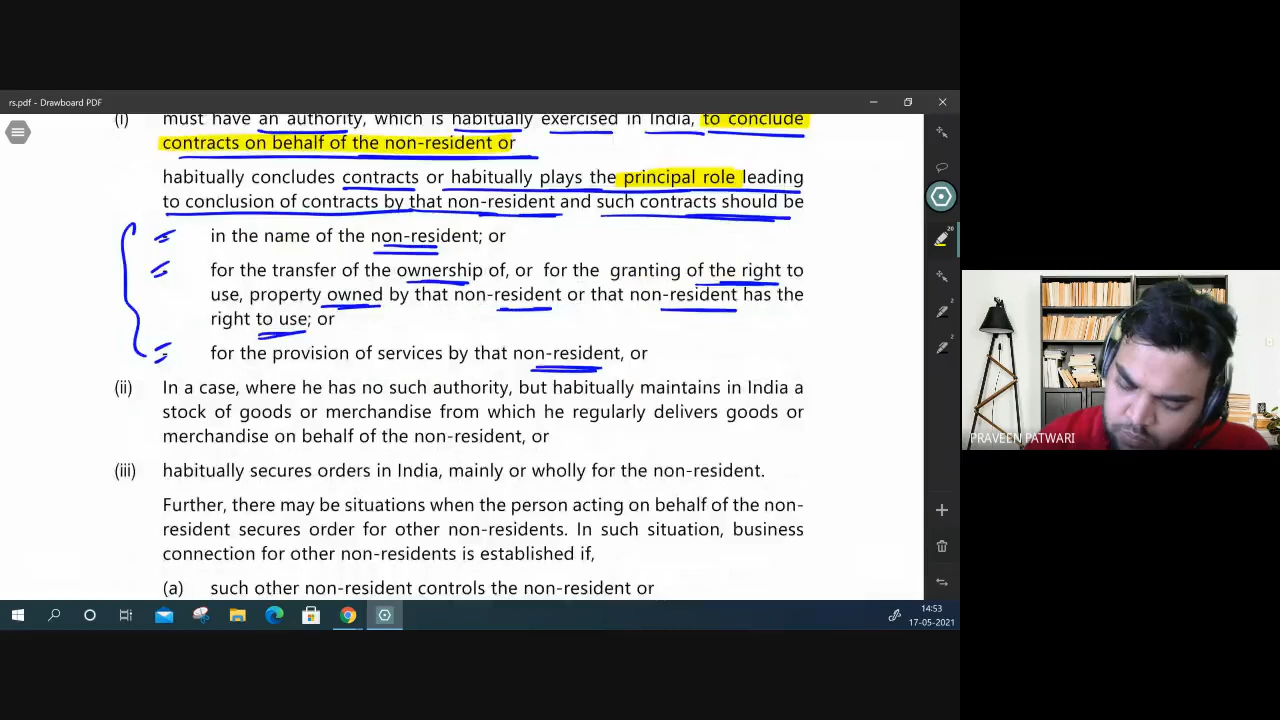 rs.pdf - Drawboard PDF
(i) must have an authority, which is habitually exercised in India, to conclude
contracts on behalf of the non-resident or
habitually concludes contracts or habitually plays the principal role leading
to conclusion of contracts by that non-resident and such contracts should be
in the name of the non-resident; or
for the transfer of the ownership of, or for the granting of the right to
use, property owned by that non-resident or that non-resident has the
right to use; or
for the provision of services by that non-resident, or
(ii) In a case, where he has no such authority, but habitually maintains in India a
stock of goods or merchandise from which he regularly delivers goods or
merchandise on behalf of the non-resident, or
(iii) habitually secures orders in India, mainly or wholly for the non-resident.
Further, there may be situations when the person acting on behalf of the non-
resident secures order for other non-residents. In such situation, business
connection for other non-residents is established if,
(a) such other non-resident controls the non-resident or
20
2
2
PRAVEEN PATWARI
14:53
17-05-2021